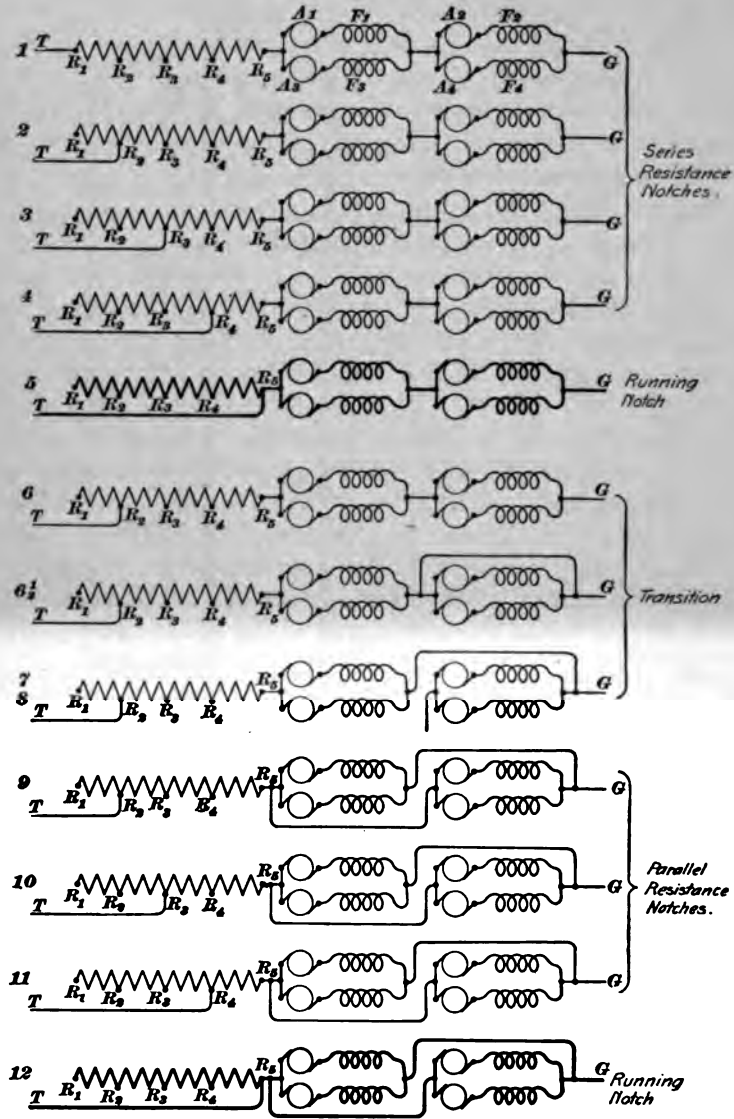 A1 F1 A2 F2
1 T R1 R2 R3 R4 R5 G
A3 F3 A4 F4
2 T R1 R2 R3 R4 R5 G
Series
Resistance
Notches.
3 T R1 R2 R3 R4 R5 G
4 T R1 R2 R3 R4 R5 G
5 T R1 R2 R3 R4 R5 G
Running
Notch
6 T R1 R2 R3 R4 R5 G
6½ T R1 R2 R3 R4 R5 G
Transition
7
8 T R1 R2 R3 R4 R5 G
9 T R1 R2 R3 R4 R5 G
10 T R1 R2 R3 R4 R5 G
Parallel
Resistance
Notches.
11 T R1 R2 R3 R4 R5 G
12 T R1 R2 R3 R4 R5 G
Running
Notch